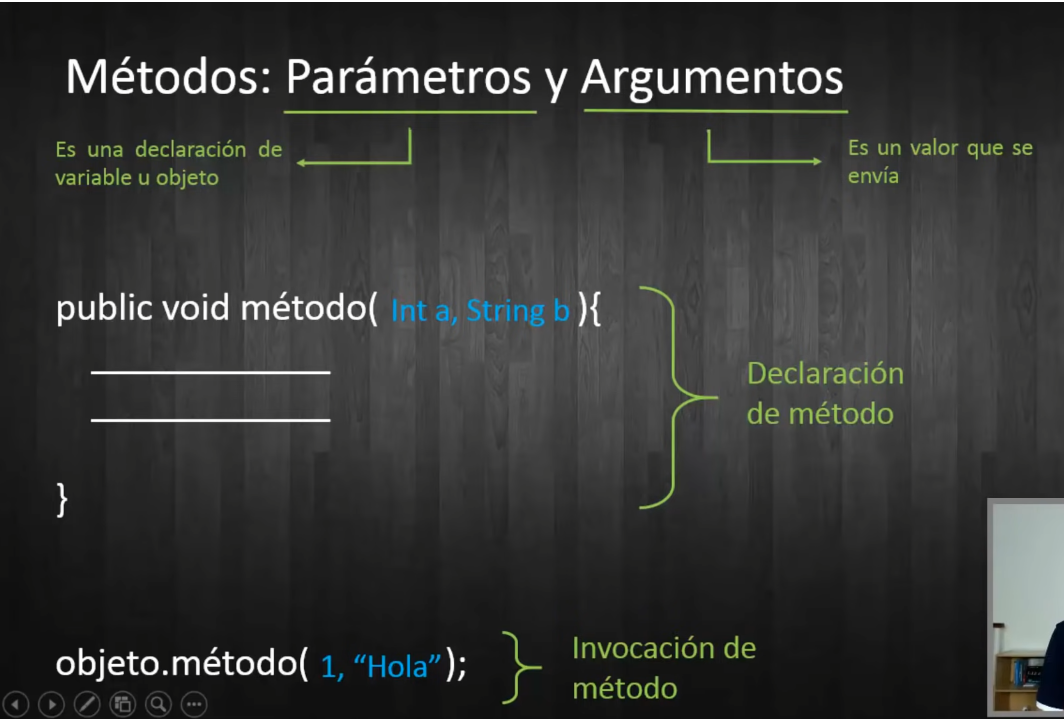 Métodos: Parámetros y Argumentos
Es una declaración de
variable u objeto
Es un valor que se
envía
public void método( Int a, String b ){
}
Declaración
de método
objeto.método( 1, “Hola” );
Invocación de
método